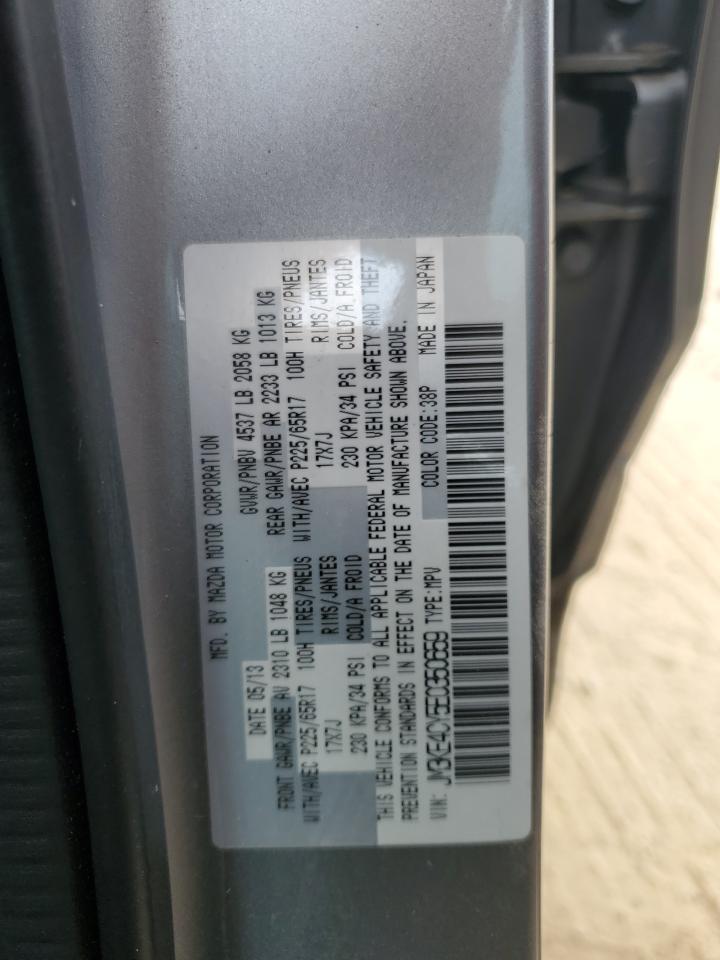 MFD. BY MAZDA MOTOR CORPORATION
DATE 05/13 GVWR/PNBV 4537 LB 2058 KG
FRONT GAWR/PNBE AV 2310 LB 1048 KG REAR GAWR/PNBE AR 2233 LB 1013 KG
WITH/AVEC P225/65R17 100H TIRES/PNEUS WITH/AVEC P225/65R17 100H TIRES/PNEUS
17X7J RIMS/JANTES 17X7J RIMS/JANTES
230 KPA/34 PSI COLD/A FROID 230 KPA/34 PSI COLD/A FROID
THIS VEHICLE CONFORMS TO ALL APPLICABLE FEDERAL MOTOR VEHICLE SAFETY AND THEFT
PREVENTION STANDARDS IN EFFECT ON THE DATE OF MANUFACTURE SHOWN ABOVE.
VIN: JM3KE4CY5E0350559 TYPE:MPV COLOR CODE:38P MADE IN JAPAN